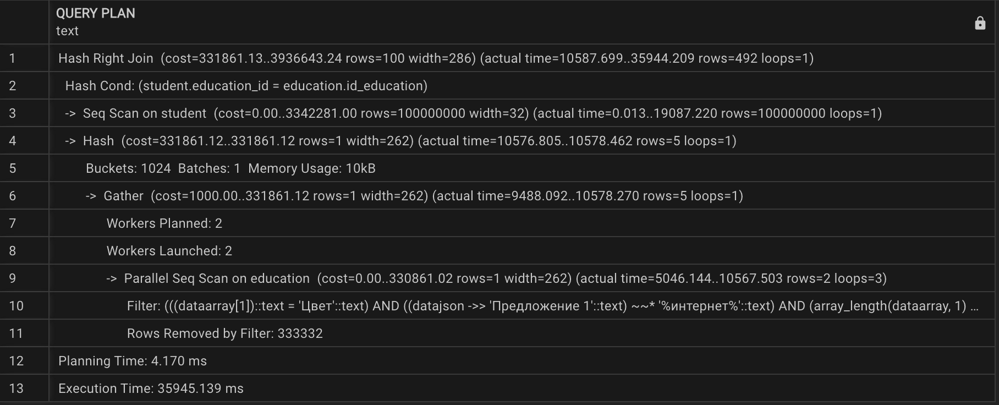 QUERY PLAN
text
1 Hash Right Join (cost=331861.13..3936643.24 rows=100 width=286) (actual time=10587.699..35944.209 rows=492 loops=1)
2 Hash Cond: (student.education_id = education.id_education)
3 -> Seq Scan on student (cost=0.00..3342281.00 rows=100000000 width=32) (actual time=0.013..19087.220 rows=100000000 loops=1)
4 -> Hash (cost=331861.12..331861.12 rows=1 width=262) (actual time=10576.805..10578.462 rows=5 loops=1)
5 Buckets: 1024 Batches: 1 Memory Usage: 10kB
6 -> Gather (cost=1000.00..331861.12 rows=1 width=262) (actual time=9488.092..10578.270 rows=5 loops=1)
7 Workers Planned: 2
8 Workers Launched: 2
9 -> Parallel Seq Scan on education (cost=0.00..330861.02 rows=1 width=262) (actual time=5046.144..10567.503 rows=2 loops=3)
10 Filter: (((dataarray[1])::text = 'Цвет'::text) AND ((datajson ->> 'Предложение 1'::text) ~~* '%интернет%'::text) AND (array_length(dataarray, 1) ...
11 Rows Removed by Filter: 333332
12 Planning Time: 4.170 ms
13 Execution Time: 35945.139 ms